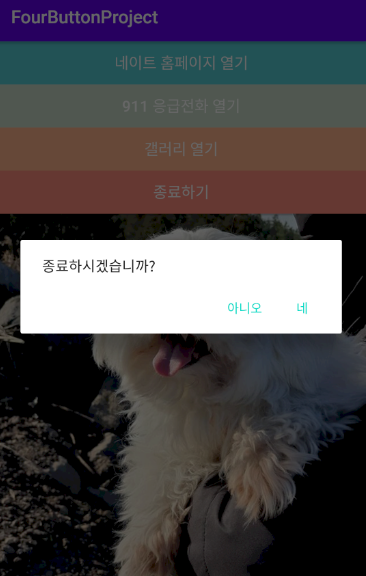 FourButtonProject
네이트 홈페이지 열기
911 응급전화 열기
갤러리 열기
종료하기
종료하시겠습니까?
아니오 네